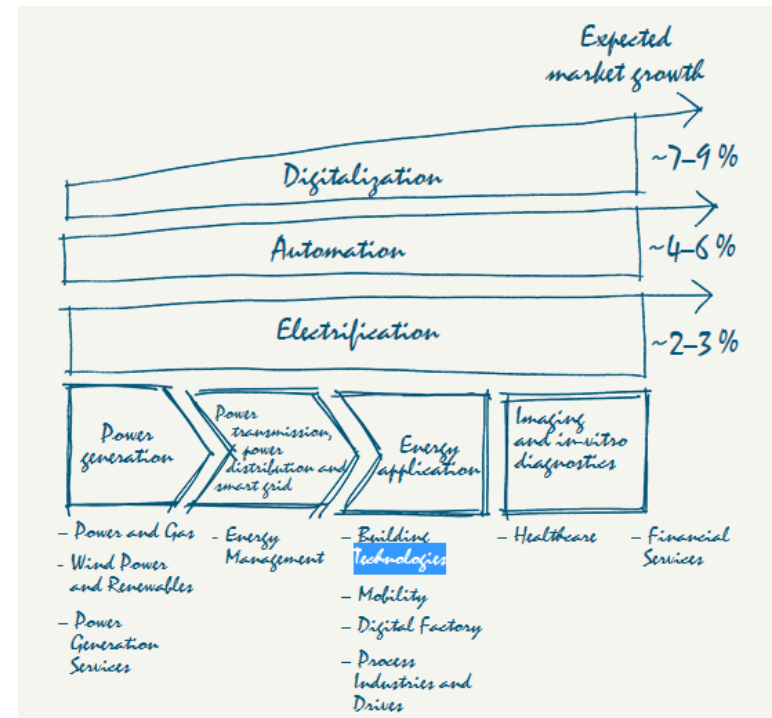 Expected
market growth
Digitalization
~7–9 %
Automation
~4–6 %
Electrification
~2–3 %
Power
generation
Power
transmission,
power
distribution and
smart grid
Energy
application
Imaging
and in-vitro
diagnostics
– Power and Gas
- Wind Power
and Renewables
– Power
Generation
Services
- Energy
Management
– Building
Technologies
– Mobility
– Digital Factory
– Process
Industries and
Drives
– Healthcare
– Financial
Services